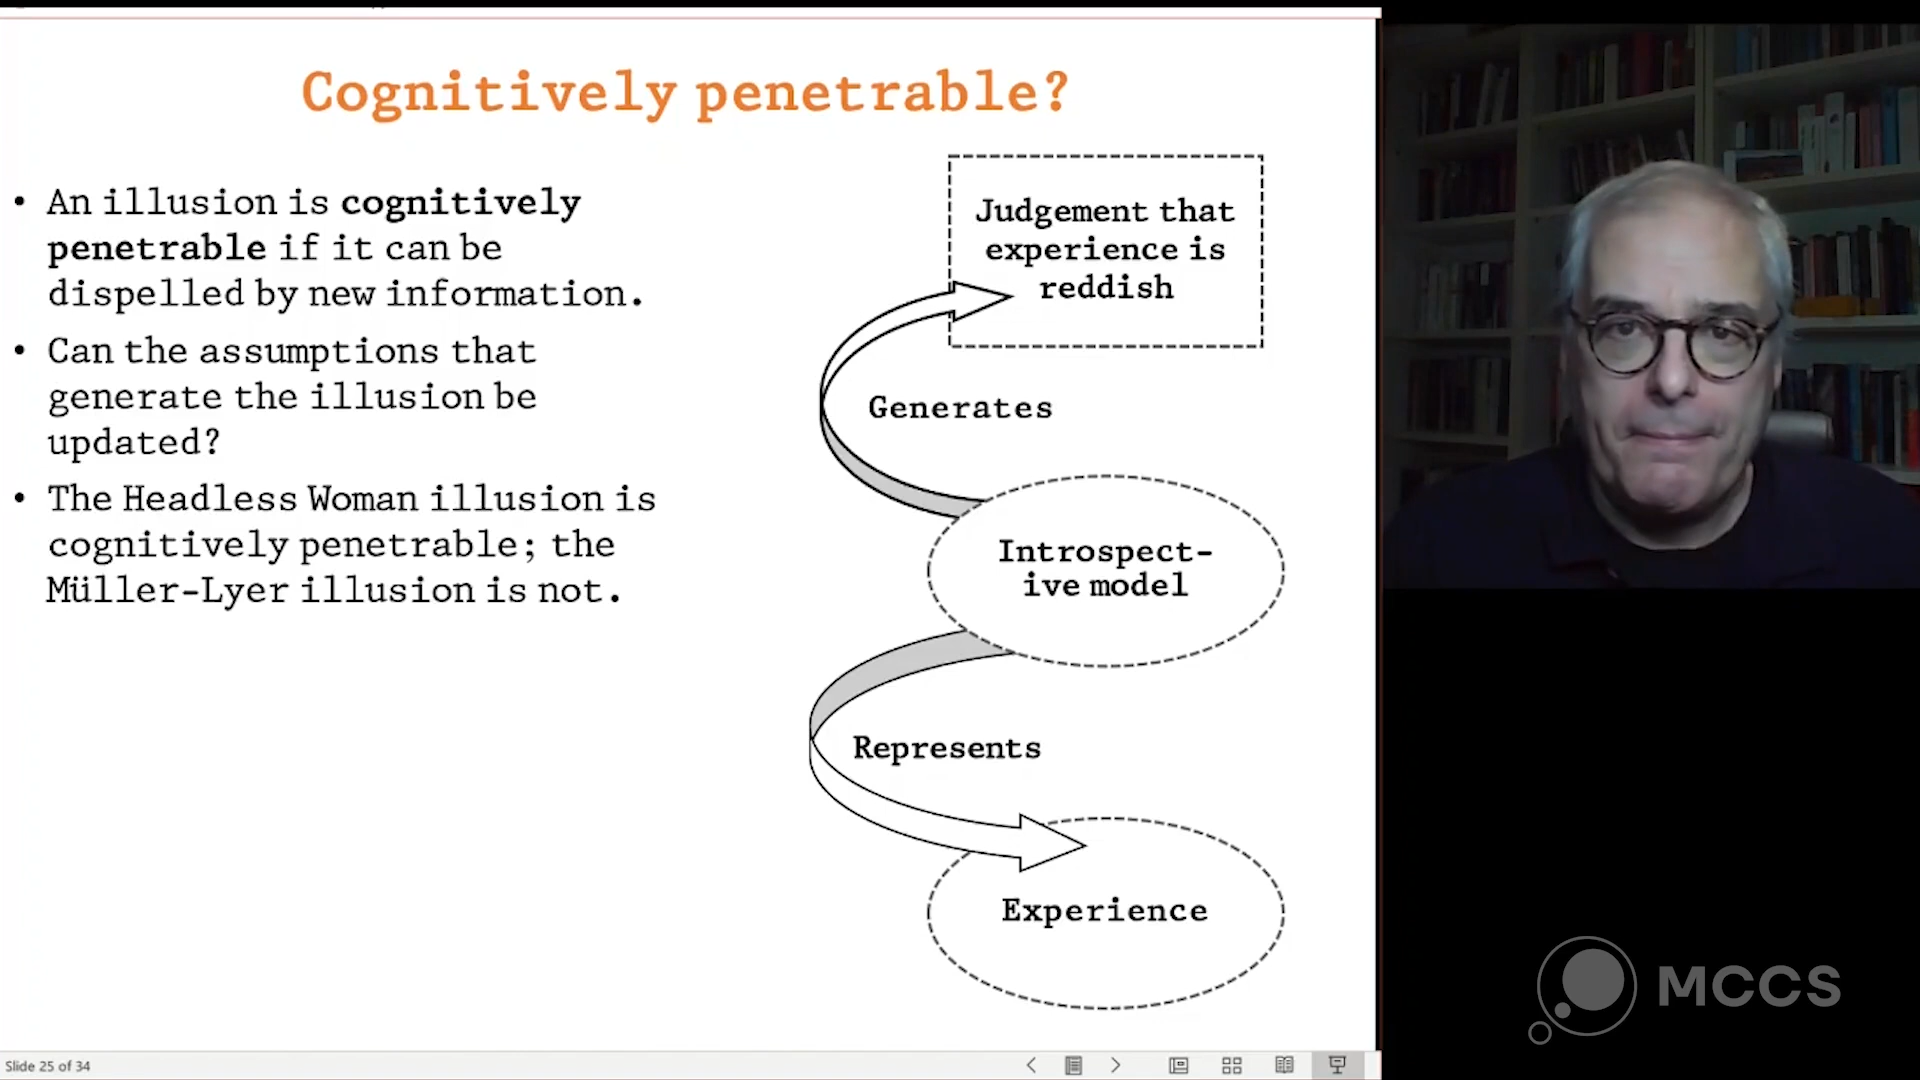 Cognitively penetrable?
• An illusion is cognitively
penetrable if it can be
dispelled by new information.
• Can the assumptions that
generate the illusion be
updated?
• The Headless Woman illusion is
cognitively penetrable; the
Müller-Lyer illusion is not.
Judgement that
experience is
reddish
Generates
Introspect-
ive model
Represents
Experience
MCCS
Slide 25 of 34